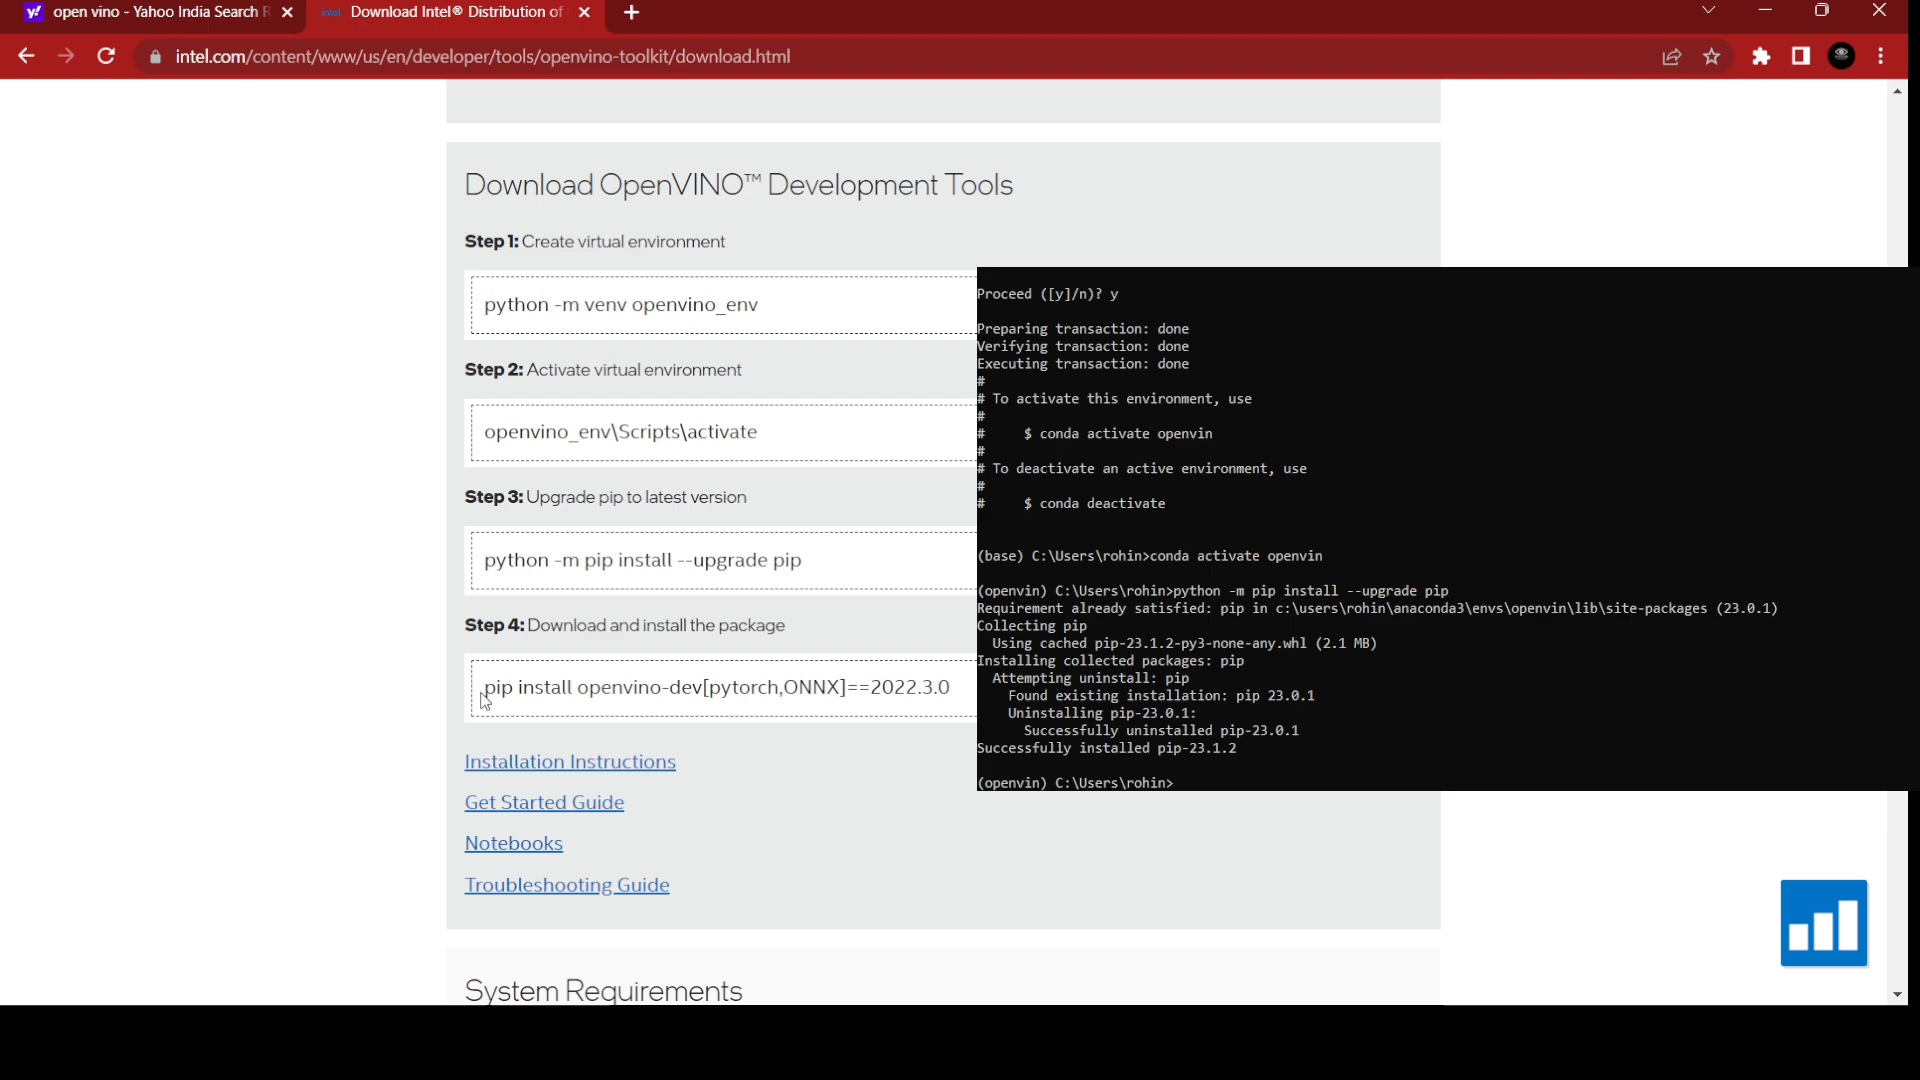 open vino - Yahoo India Search R
intel Download Intel® Distribution of
intel.com/content/www/us/en/developer/tools/openvino-toolkit/download.html
Download OpenVINO™ Development Tools
Step 1: Create virtual environment
python -m venv openvino_env
Step 2: Activate virtual environment
openvino_env\Scripts\activate
Step 3: Upgrade pip to latest version
python -m pip install --upgrade pip
Step 4: Download and install the package
pip install openvino-dev[pytorch,ONNX]==2022.3.0
Installation Instructions
Get Started Guide
Notebooks
Troubleshooting Guide
System Requirements
Proceed ([y]/n)? y
Preparing transaction: done
Verifying transaction: done
Executing transaction: done
#
# To activate this environment, use
#
#     $ conda activate openvin
#
# To deactivate an active environment, use
#
#     $ conda deactivate
(base) C:\Users\rohin>conda activate openvin
(openvin) C:\Users\rohin>python -m pip install --upgrade pip
Requirement already satisfied: pip in c:\users\rohin\anaconda3\envs\openvin\lib\site-packages (23.0.1)
Collecting pip
  Using cached pip-23.1.2-py3-none-any.whl (2.1 MB)
Installing collected packages: pip
  Attempting uninstall: pip
    Found existing installation: pip 23.0.1
    Uninstalling pip-23.0.1:
      Successfully uninstalled pip-23.0.1
Successfully installed pip-23.1.2
(openvin) C:\Users\rohin>